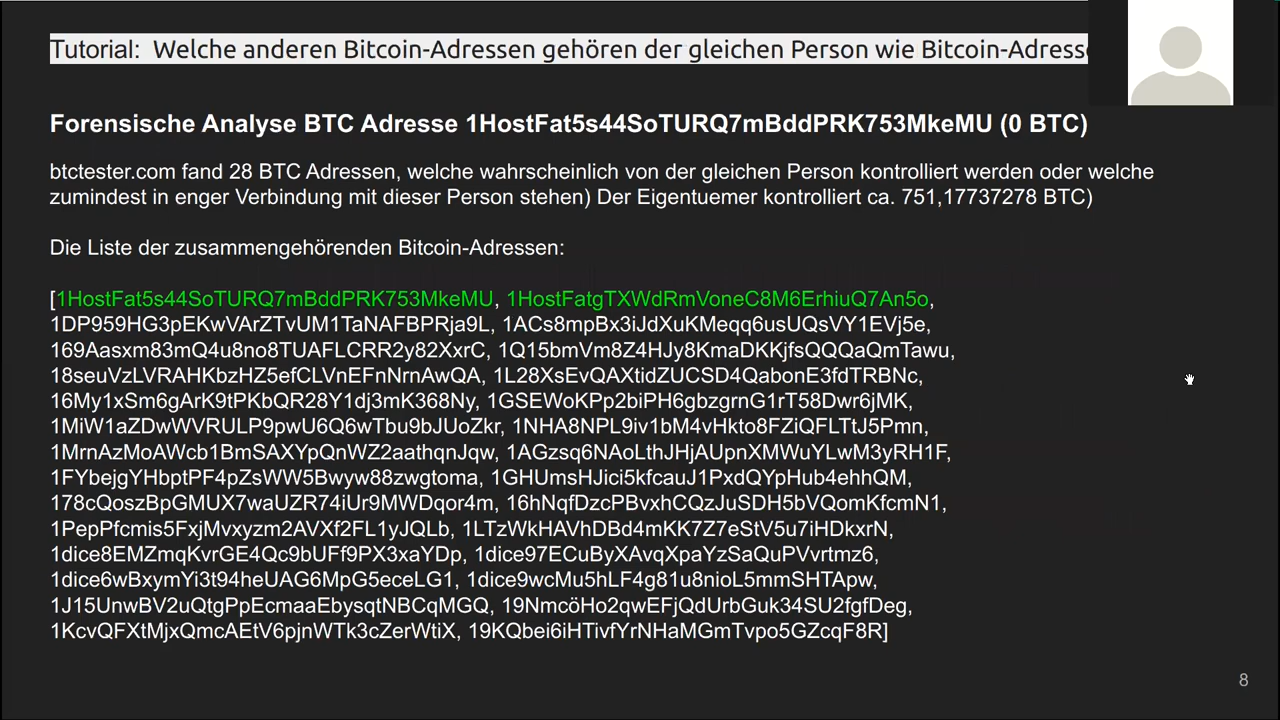 Tutorial:  Welche anderen Bitcoin-Adressen gehören der gleichen Person wie Bitcoin-Adresse
Forensische Analyse BTC Adresse 1HostFat5s44SoTURQ7mBddPRK753MkeMU (0 BTC)
btctester.com fand 28 BTC Adressen, welche wahrscheinlich von der gleichen Person kontrolliert werden oder welche
zumindest in enger Verbindung mit dieser Person stehen) Der Eigentuemer kontrolliert ca. 751,17737278 BTC)
Die Liste der zusammengehörenden Bitcoin-Adressen:
[1HostFat5s44SoTURQ7mBddPRK753MkeMU, 1HostFatgTXWdRmVoneC8M6ErhiuQ7An5o,
1DP959HG3pEKwVArZTvUM1TaNAFBPRja9L, 1ACs8mpBx3iJdXuKMeqq6usUQsVY1EVj5e,
169Aasxm83mQ4u8no8TUAFLCRR2y82XxrC, 1Q15bmVm8Z4HJy8KmaDKKjfsQQQaQmTawu,
18seuVzLVRAHKbzHZ5efCLVnEFnNrnAwQA, 1L28XsEvQAXtidZUCSD4QabonE3fdTRBNc,
16My1xSm6gArK9tPKbQR28Y1dj3mK368Ny, 1GSEWoKPp2biPH6gbzgrnG1rT58Dwr6jMK,
1MiW1aZDwWVRULP9pwU6Q6wTbu9bJUoZkr, 1NHA8NPL9iv1bM4vHkto8FZiQFLTtJ5Pmn,
1MrnAzMoAWcb1BmSAXYpQnWZ2aathqnJqw, 1AGzsq6NAoLthJHjAUpnXMWuYLwM3yRH1F,
1FYbejgYHbptPF4pZsWW5Bwyw88zwgtoma, 1GHUmsHJici5kfcauJ1PxdQYpHub4ehhQM,
178cQoszBpGMUX7waUZR74iUr9MWDqor4m, 16hNqfDzcPBvxhCQzJuSDH5bVQomKfcmN1,
1PepPfcmis5FxjMvxyzm2AVXf2FL1yJQLb, 1LTzWkHAVhDBd4mKK7Z7eStV5u7iHDkxrN,
1dice8EMZmqKvrGE4Qc9bUFf9PX3xaYDp, 1dice97ECuByXAvqXpaYzSaQuPVvrtmz6,
1dice6wBxymYi3t94heUAG6MpG5eceLG1, 1dice9wcMu5hLF4g81u8nioL5mmSHTApw,
1J15UnwBV2uQtgPpEcmaaEbysqtNBCqMGQ, 19NmcöHo2qwEFjQdUrbGuk34SU2fgfDeg,
1KcvQFXtMjxQmcAEtV6pjnWTk3cZerWtiX, 19KQbei6iHTivfYrNHaMGmTvpo5GZcqF8R]
8